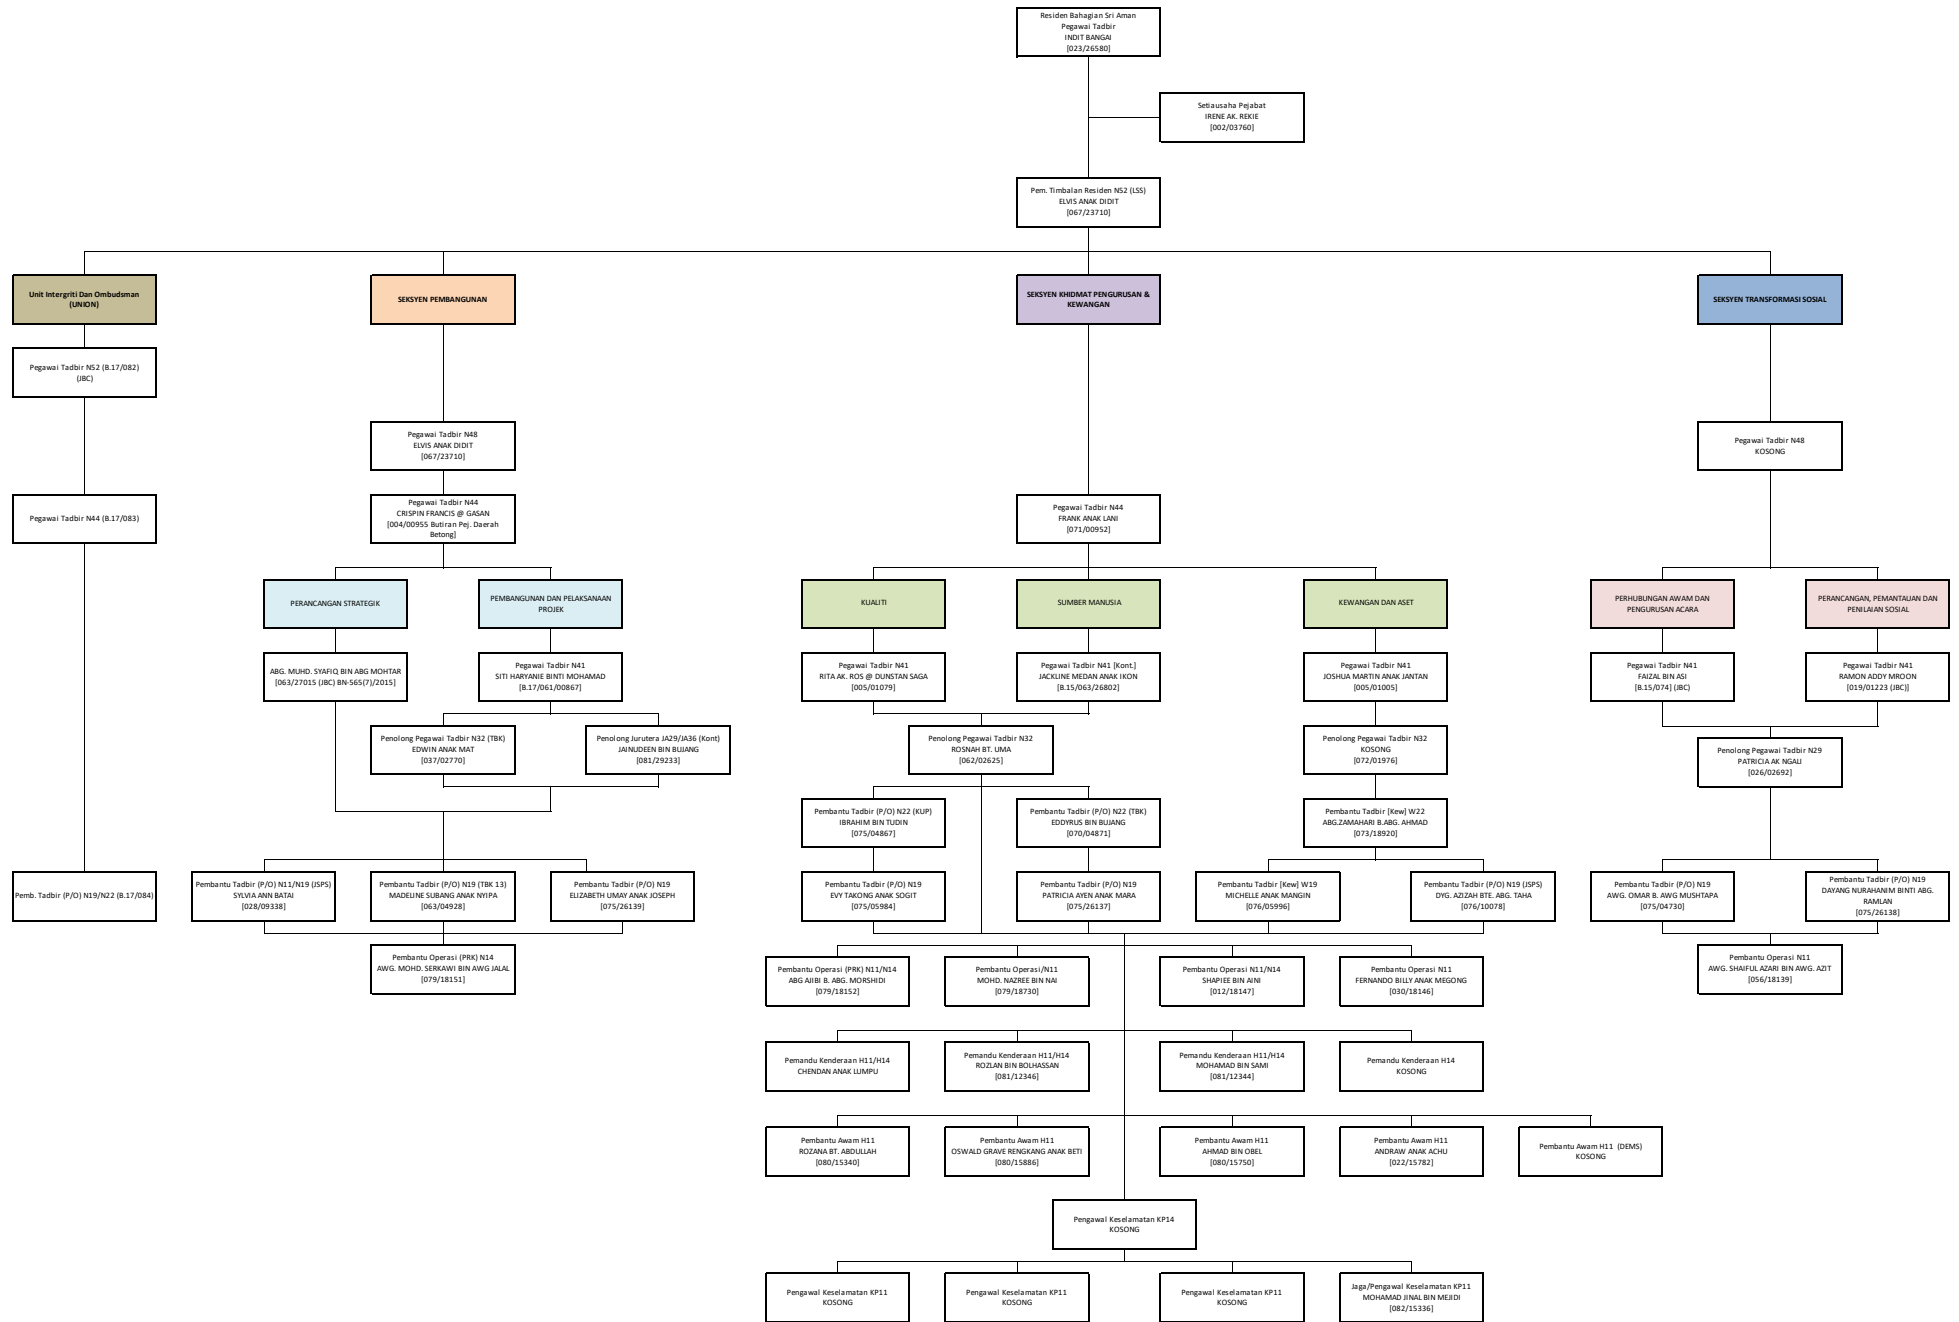 Residen Bahagian Sri Aman
Pegawai Tadbir
INDIT BANGAI
[023/26580]
Setiausaha Pejabat
IRENE AK. REKIE
[002/03760]
Pem. Timbalan Residen N52 (LSS)
ELVIS ANAK DIDIT
[067/23710]
Unit Intergriti Dan Ombudsman
(UNION)
SEKSYEN PEMBANGUNAN
SEKSYEN KHIDMAT PENGURUSAN &
KEWANGAN
SEKSYEN TRANSFORMASI SOSIAL
Pegawai Tadbir N52 (B.17/082)
(JBC)
Pegawai Tadbir N48
ELVIS ANAK DIDIT
[067/23710]
Pegawai Tadbir N48
KOSONG
Pegawai Tadbir N44 (B.17/083)
Pegawai Tadbir N44
CRISPIN FRANCIS @ GASAN
[004/00955 Butiran Pej. Daerah
Betong]
Pegawai Tadbir N44
FRANK ANAK LANI
[071/00952]
PERANCANGAN STRATEGIK
PEMBANGUNAN DAN PELAKSANAAN
PROJEK
KUALITI
SUMBER MANUSIA
KEWANGAN DAN ASET
PERHUBUNGAN AWAM DAN
PENGURUSAN ACARA
PERANCANGAN, PEMANTAUAN DAN
PENILAIAN SOSIAL
ABG. MUHD. SYAFIQ BIN ABG MOHTAR
[063/27015 (JBC) BN-565(7)/2015]
Pegawai Tadbir N41
SITI HARYANIE BINTI MOHAMAD
[B.17/061/00867]
Pegawai Tadbir N41
RITA AK. ROS @ DUNSTAN SAGA
[005/01079]
Pegawai Tadbir N41 [Kont.]
JACKLINE MEDAN ANAK IKON
[B.15/063/26802]
Pegawai Tadbir N41
JOSHUA MARTIN ANAK JANTAN
[005/01005]
Pegawai Tadbir N41
FAIZAL BIN ASI
[B.15/074] (JBC)
Pegawai Tadbir N41
RAMON ADDY MROON
[019/01223 (JBC)]
Penolong Pegawai Tadbir N32 (TBK)
EDWIN ANAK MAT
[037/02770]
Penolong Jurutera JA29/JA36 (Kont)
JAINUDEEN BIN BUJANG
[081/29233]
Penolong Pegawai Tadbir N32
ROSNAH BT. UMA
[062/02625]
Penolong Pegawai Tadbir N32
KOSONG
[072/01976]
Penolong Pegawai Tadbir N29
PATRICIA AK NGALI
[026/02692]
Pembantu Tadbir (P/O) N22 (KUP)
IBRAHIM BIN TUDIN
[075/04867]
Pembantu Tadbir (P/O) N22 (TBK)
EDDYRUS BIN BUJANG
[070/04871]
Pembantu Tadbir [Kew] W22
ABG.ZAMAHARI B.ABG. AHMAD
[073/18920]
Pemb. Tadbir (P/O) N19/N22 (B.17/084)
Pembantu Tadbir (P/O) N11/N19 (JSPS)
SYLVIA ANN BATAI
[028/09338]
Pembantu Tadbir (P/O) N19 (TBK 13)
MADELINE SUBANG ANAK NYIPA
[063/04928]
Pembantu Tadbir (P/O) N19
ELIZABETH UMAY ANAK JOSEPH
[075/26139]
Pembantu Tadbir (P/O) N19
EVY TAKONG ANAK SOGIT
[075/05984]
Pembantu Tadbir (P/O) N19
PATRICIA AYEN ANAK MARA
[075/26137]
Pembantu Tadbir [Kew] W19
MICHELLE ANAK MANGIN
[076/05996]
Pembantu Tadbir (P/O) N19 (JSPS)
DYG. AZIZAH BTE. ABG. TAHA
[076/10078]
Pembantu Tadbir (P/O) N19
AWG. OMAR B. AWG MUSHTAPA
[075/04730]
Pembantu Tadbir (P/O) N19
DAYANG NURAHANIM BINTI ABG.
RAMLAN
[075/26138]
Pembantu Operasi (PRK) N14
AWG. MOHD. SERKAWI BIN AWG JALAL
[079/18151]
Pembantu Operasi (PRK) N11/N14
ABG AJIBI B. ABG. MORSHIDI
[079/18152]
Pembantu Operasi/N11
MOHD. NAZREE BIN NAI
[079/18730]
Pembantu Operasi N11/N14
SHAPIEE BIN AINI
[012/18147]
Pembantu Operasi N11
FERNANDO BILLY ANAK MEGONG
[030/18146]
Pembantu Operasi N11
AWG. SHAIFUL AZARI BIN AWG. AZIT
[056/18139]
Pemandu Kenderaan H11/H14
CHENDAN ANAK LUMPU
Pemandu Kenderaan H11/H14
ROZLAN BIN BOLHASSAN
[081/12346]
Pemandu Kenderaan H11/H14
MOHAMAD BIN SAMI
[081/12344]
Pemandu Kenderaan H14
KOSONG
Pembantu Awam H11
ROZANA BT. ABDULLAH
[080/15340]
Pembantu Awam H11
OSWALD GRAVE RENGKANG ANAK BETI
[080/15886]
Pembantu Awam H11
AHMAD BIN OBEL
[080/15750]
Pembantu Awam H11
ANDRAW ANAK ACHU
[022/15782]
Pembantu Awam H11 (DEMS)
KOSONG
Pengawal Keselamatan KP14
KOSONG
Pengawal Keselamatan KP11
KOSONG
Pengawal Keselamatan KP11
KOSONG
Pengawal Keselamatan KP11
KOSONG
Jaga/Pengawal Keselamatan KP11
MOHAMAD JINAL BIN MEJIDI
[082/15336]